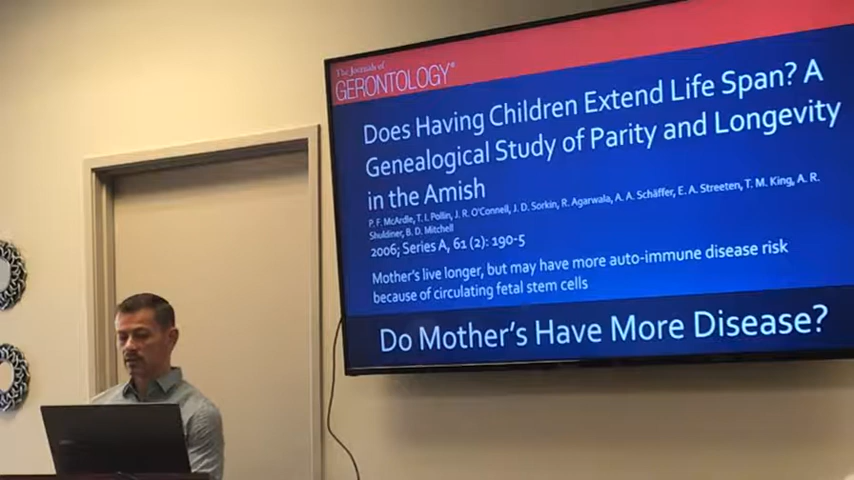 The Journals of
GERONTOLOGY®
Does Having Children Extend Life Span? A
Genealogical Study of Parity and Longevity
in the Amish
P. F. McArdle, T. I. Pollin, J. R. O'Connell, J. D. Sorkin, R. Agarwala, A. A. Schäffer, E. A. Streeten, T. M. King, A. R.
Shuldiner, B. D. Mitchell
2006; Series A, 61 (2): 190-5
Mother's live longer, but may have more auto-immune disease risk
because of circulating fetal stem cells
Do Mother's Have More Disease?